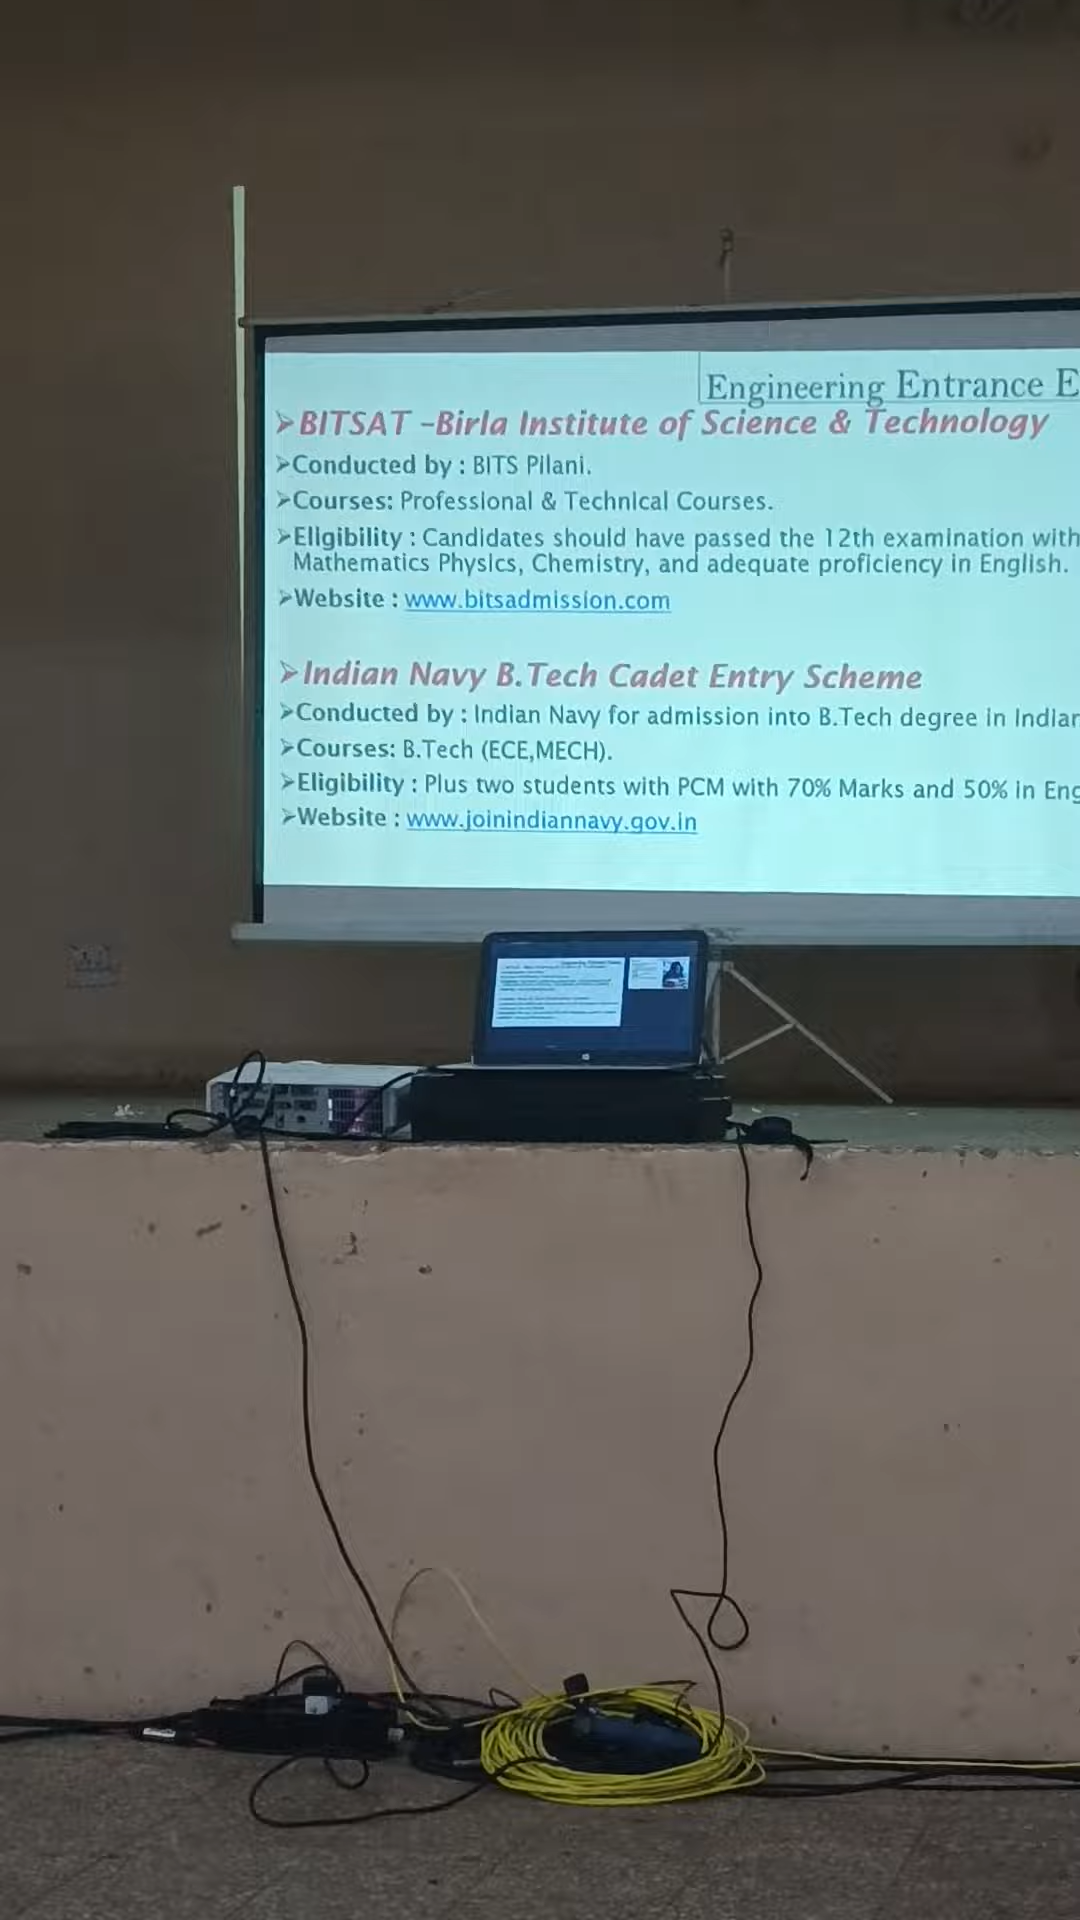 Engineering Entrance E
➢BITSAT –Birla Institute of Science & Technology
➢Conducted by : BITS Pilani.
➢Courses: Professional & Technical Courses.
➢Eligibility : Candidates should have passed the 12th examination with
Mathematics Physics, Chemistry, and adequate proficiency in English.
➢Website : www.bitsadmission.com
➢Indian Navy B.Tech Cadet Entry Scheme
➢Conducted by : Indian Navy for admission into B.Tech degree in Indian
➢Courses: B.Tech (ECE,MECH).
➢Eligibility : Plus two students with PCM with 70% Marks and 50% in Eng
➢Website : www.joinindiannavy.gov.in